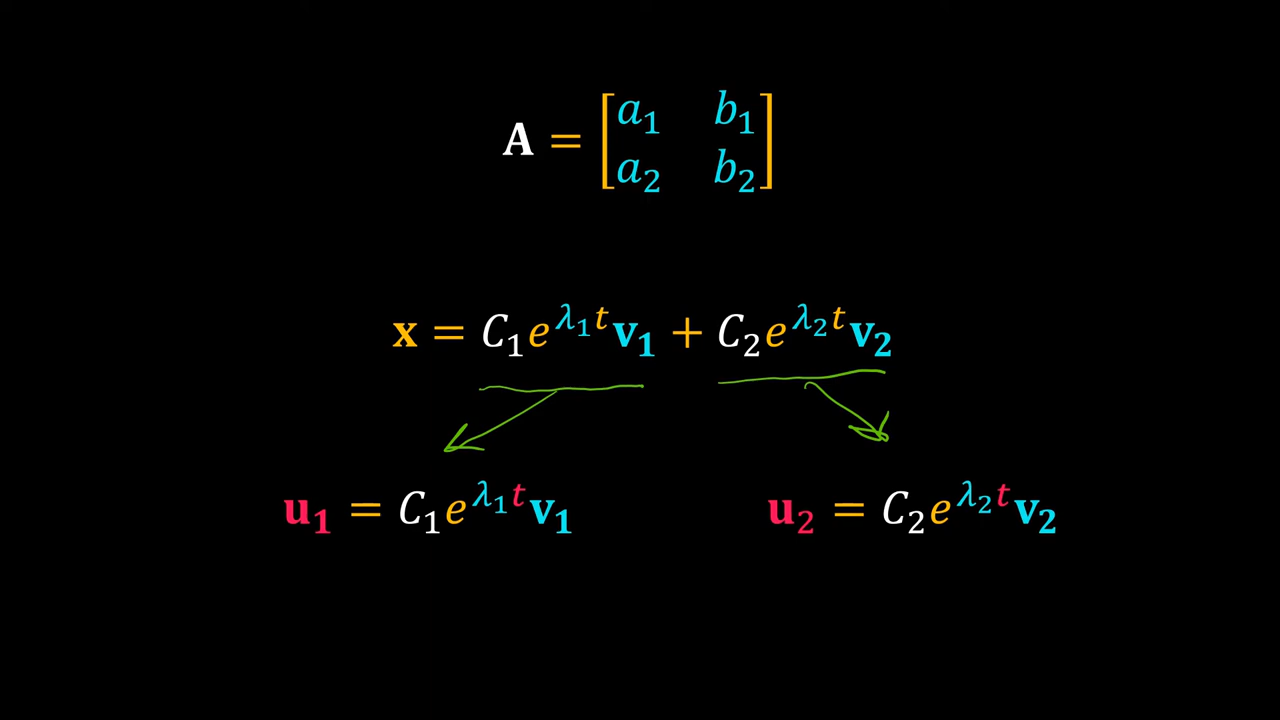 𝐀 = [a₁ b₁
a₂ b₂]
𝐱 = C₁e^{λ₁t}𝐯₁ + C₂e^{λ₂t}𝐯₂
𝐮₁ = C₁e^{λ₁t}𝐯₁ 𝐮₂ = C₂e^{λ₂t}𝐯₂